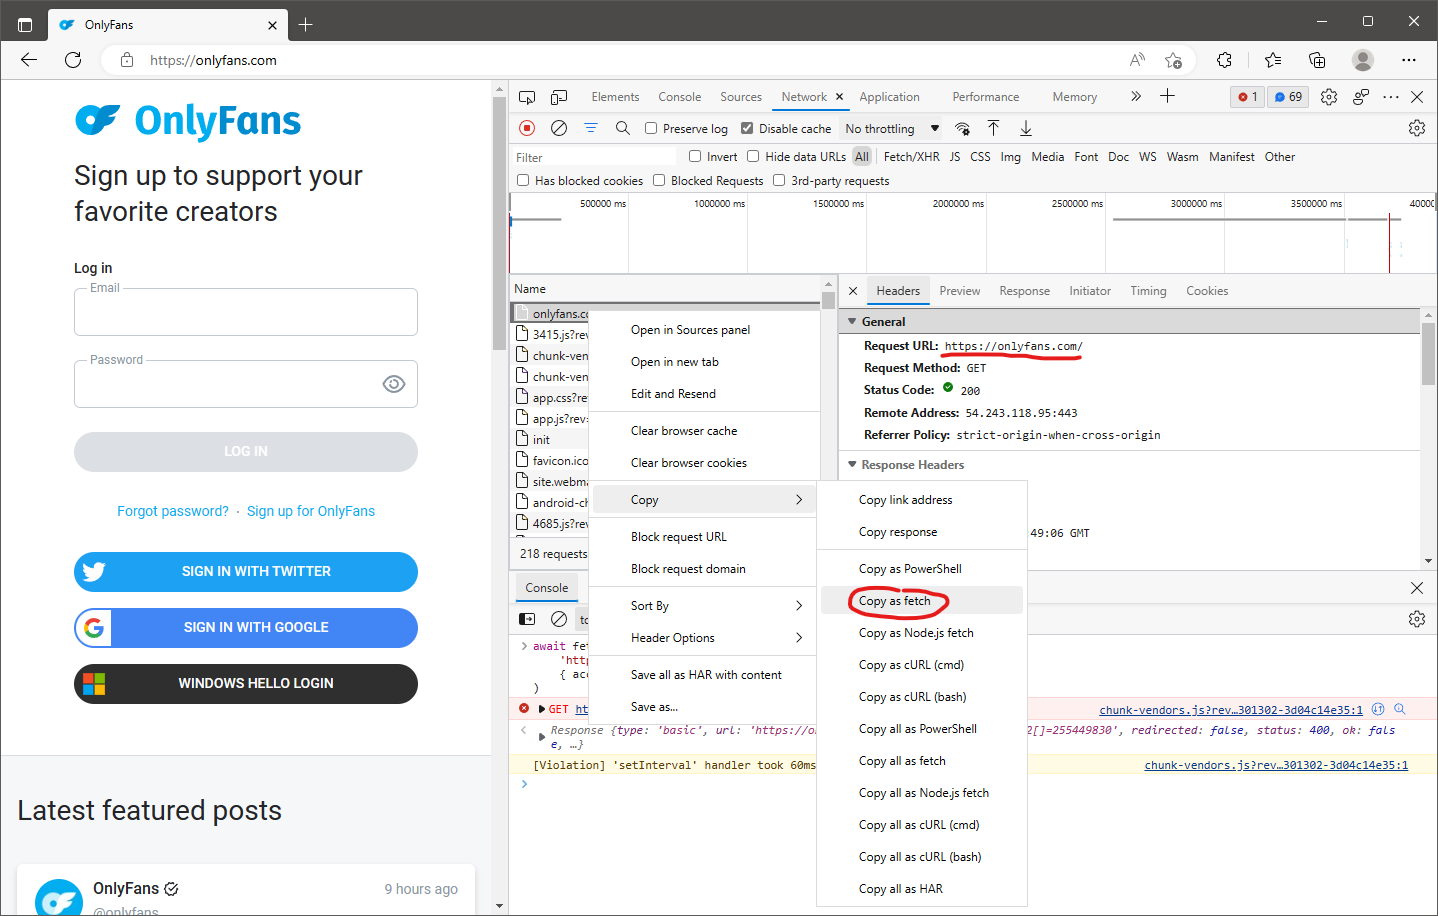 OnlyFans
https://onlyfans.com
OnlyFans
Sign up to support your
favorite creators
Log in
Email
Password
LOG IN
Forgot password? · Sign up for OnlyFans
SIGN IN WITH TWITTER
SIGN IN WITH GOOGLE
WINDOWS HELLO LOGIN
Latest featured posts
OnlyFans
9 hours ago
@onlyfans
Elements Console Sources Network Application Performance Memory
1 69
Preserve log Disable cache No throttling
Filter
Invert Hide data URLs All Fetch/XHR JS CSS Img Media Font Doc WS Wasm Manifest Other
Has blocked cookies Blocked Requests 3rd-party requests
500000 ms 1000000 ms 1500000 ms 2000000 ms 2500000 ms 3000000 ms 3500000 ms 40000
Name
onlyfans.co
3415.js?rev
chunk-ven
chunk-ven
app.css?re
app.js?rev=
init
favicon.ico
site.webma
android-ch
4685.js?rev
218 requests
Open in Sources panel
Open in new tab
Edit and Resend
Clear browser cache
Clear browser cookies
Copy
Block request URL
Block request domain
Sort By
Header Options
Save all as HAR with content
Save as...
Copy link address
Copy response
Copy as PowerShell
Copy as fetch
Copy as Node.js fetch
Copy as cURL (cmd)
Copy as cURL (bash)
Copy all as PowerShell
Copy all as fetch
Copy all as Node.js fetch
Copy all as cURL (cmd)
Copy all as cURL (bash)
Copy all as HAR
Headers Preview Response Initiator Timing Cookies
General
Request URL: https://onlyfans.com/
Request Method: GET
Status Code: 200
Remote Address: 54.243.118.95:443
Referrer Policy: strict-origin-when-cross-origin
Response Headers
49:06 GMT
Console
to
await fet
'http
{ acc
)
GET ht
chunk-vendors.js?rev…301302-3d04c14e35:1
Response {type: 'basic', url: 'https://on 2[]=255449830', redirected: false, status: 400, ok: fals
e, …}
[Violation] 'setInterval' handler took 60ms
chunk-vendors.js?rev…301302-3d04c14e35:1